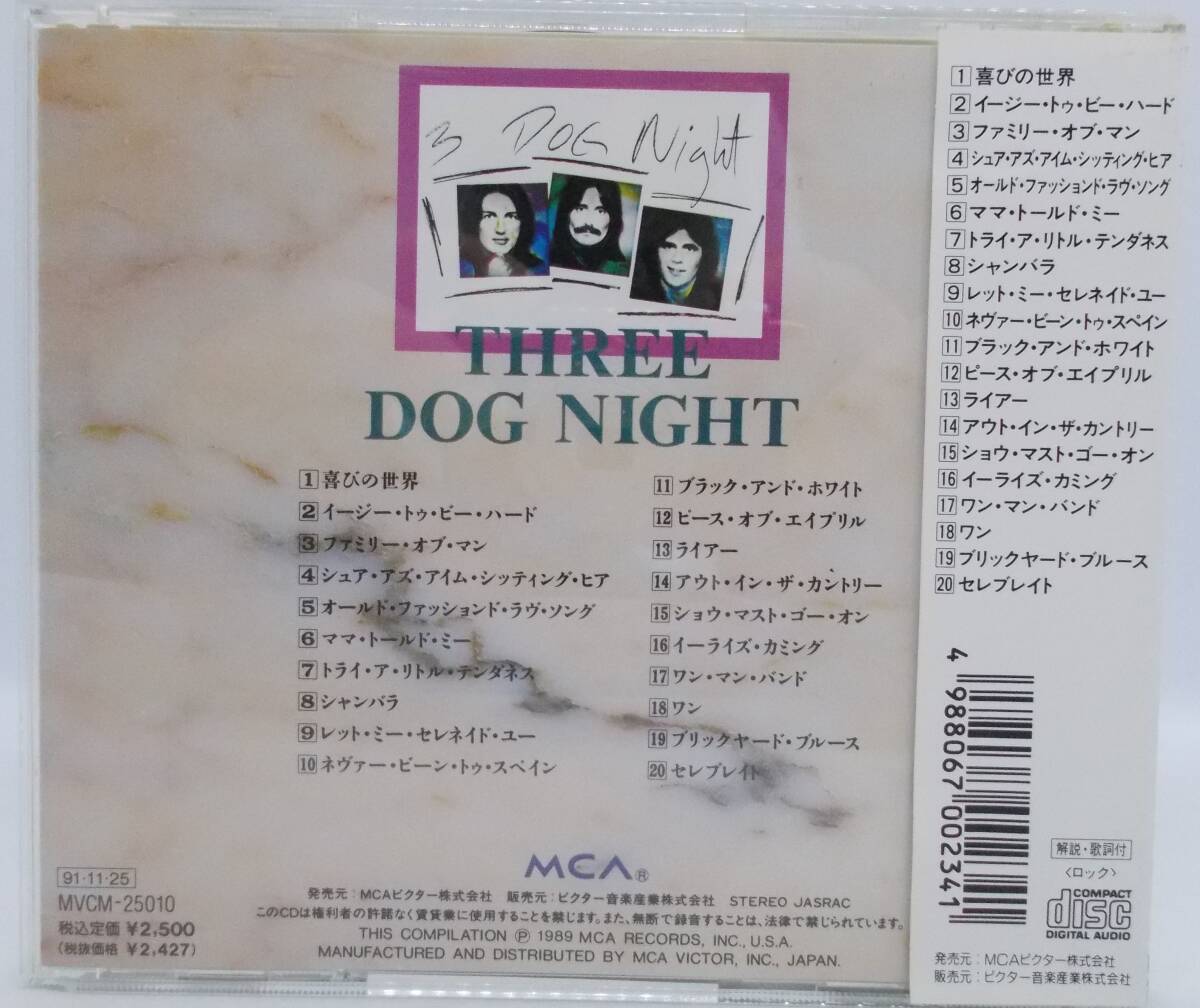 3 DOG Night
THREE
DOG NIGHT
1 喜びの世界
2 イージー・トゥ・ビー・ハード
3 ファミリー・オブ・マン
4 シュア・アズ・アイム・シッティング・ヒア
5 オールド・ファッションド・ラヴ・ソング
6 ママ・トールド・ミー
7 トライ・ア・リトル・テンダネス
8 シャンバラ
9 レット・ミー・セレネイド・ユー
10 ネヴァー・ビーン・トゥ・スペイン
11 ブラック・アンド・ホワイト
12 ピース・オブ・エイプリル
13 ライアー
14 アウト・イン・ザ・カントリー
15 ショウ・マスト・ゴー・オン
16 イーライズ・カミング
17 ワン・マン・バンド
18 ワン
19 ブリックヤード・ブルース
20 セレブレイト
MCA®
91・11・25
MVCM-25010
税込定価 ¥2,500
(税抜価格 ¥2,427)
発売元：MCAビクター株式会社 販売元：ビクター音楽産業株式会社 STEREO JASRAC
このCDは権利者の許諾なく賃貸業に使用することを禁じます。また、無断で録音することは、法律で禁じられています。
THIS COMPILATION Ⓟ 1989 MCA RECORDS, INC., U.S.A.
MANUFACTURED AND DISTRIBUTED BY MCA VICTOR, INC., JAPAN.
1 喜びの世界
2 イージー・トゥ・ビー・ハード
3 ファミリー・オブ・マン
4 シュア・アズ・アイム・シッティング・ヒア
5 オールド・ファッションド・ラヴ・ソング
6 ママ・トールド・ミー
7 トライ・ア・リトル・テンダネス
8 シャンバラ
9 レット・ミー・セレネイド・ユー
10 ネヴァー・ビーン・トゥ・スペイン
11 ブラック・アンド・ホワイト
12 ピース・オブ・エイプリル
13 ライアー
14 アウト・イン・ザ・カントリー
15 ショウ・マスト・ゴー・オン
16 イーライズ・カミング
17 ワン・マン・バンド
18 ワン
19 ブリックヤード・ブルース
20 セレブレイト
4 988067 002341
解説・歌詞付
〈ロック〉
COMPACT
disc
DIGITAL AUDIO
発売元：MCAビクター株式会社
販売元：ビクター音楽産業株式会社